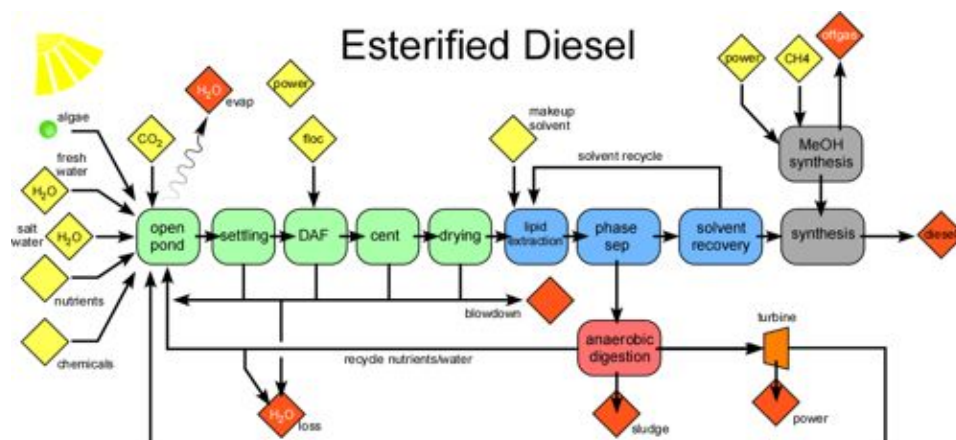 Esterified Diesel
power
CH4
offgas
H₂O
evap
power
makeup
solvent
algae
CO₂
floc
MeOH
synthesis
fresh
water
H₂O
solvent recycle
salt
water
H₂O
open
pond
settling
DAF
cent
drying
lipid
extraction
phase
sep
solvent
recovery
synthesis
diesel
nutrients
blowdown
turbine
chemicals
recycle nutrients/water
anaerobic
digestion
H₂O
loss
sludge
power